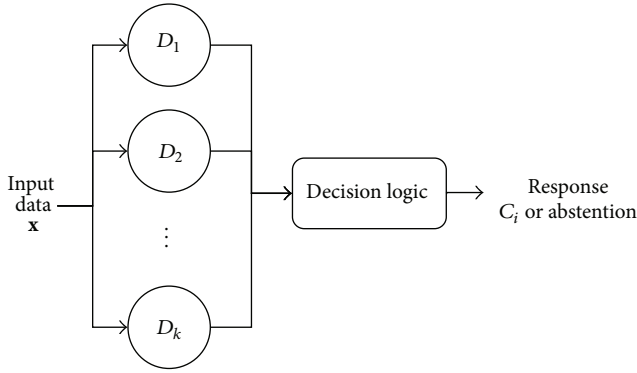 D₁
D₂
⋮
Dₖ
Input
data
x
Decision logic
Response
Cᵢ or abstention